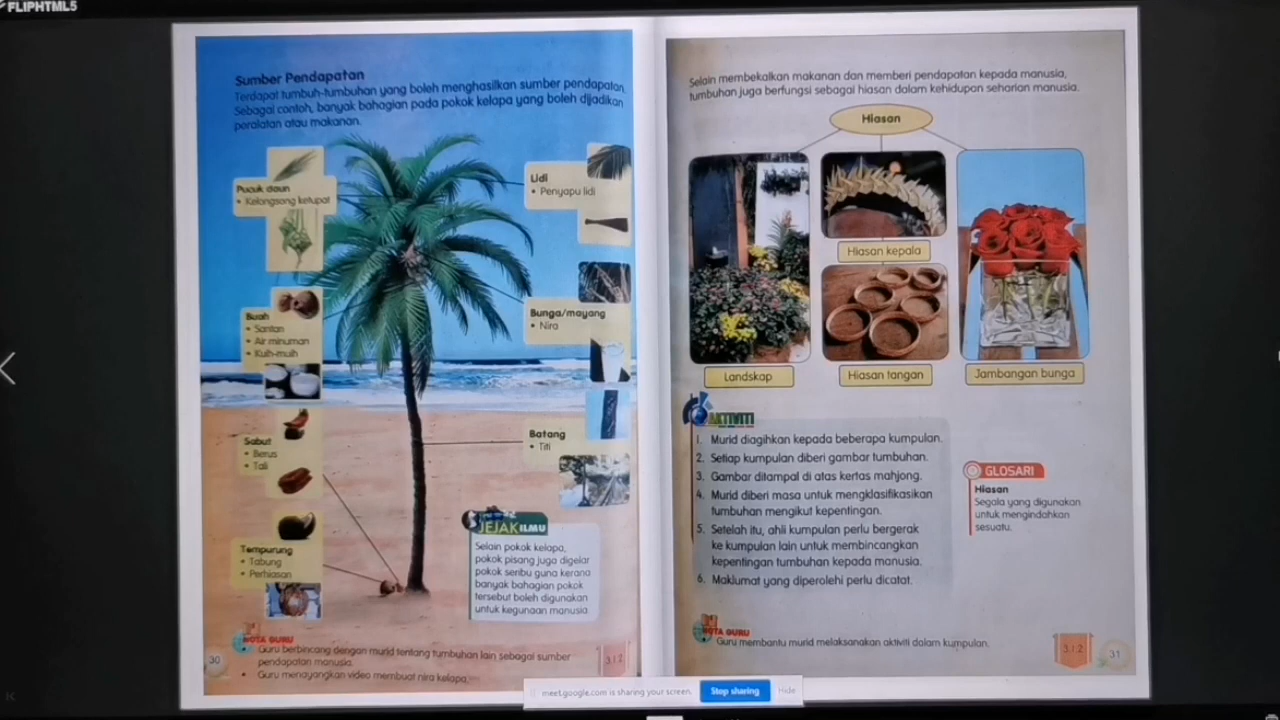 FLIPHTML5
Sumber Pendapatan
Terdapat tumbuh-tumbuhan yang boleh menghasilkan sumber pendapatan.
Sebagai contoh, banyak bahagian pada pokok kelapa yang boleh dijadikan
peralatan atau makanan.
Pucuk daun
• Kelongsong ketupat
Lidi
• Penyapu lidi
Buah
• Santan
• Air minuman
• Kuih-muih
Bunga/mayang
• Nira
Sabut
• Berus
• Tali
Batang
• Titi
Tempurung
• Tabung
• Perhiasan
JEJAK ILMU
Selain pokok kelapa,
pokok pisang juga digelar
pokok seribu guna kerana
banyak bahagian pokok
tersebut boleh digunakan
untuk kegunaan manusia
NOTA GURU
• Guru berbincang dengan murid tentang tumbuhan lain sebagai sumber
pendapatan manusia.
• Guru menayangkan video membuat nira kelapa.
30
3.1.2
Selain membekalkan makanan dan memberi pendapatan kepada manusia,
tumbuhan juga berfungsi sebagai hiasan dalam kehidupan seharian manusia.
Hiasan
Hiasan kepala
Landskap
Hiasan tangan
Jambangan bunga
AKTIVITI
1. Murid diagihkan kepada beberapa kumpulan.
2. Setiap kumpulan diberi gambar tumbuhan.
3. Gambar ditampal di atas kertas mahjong.
4. Murid diberi masa untuk mengklasifikasikan
tumbuhan mengikut kepentingan.
5. Setelah itu, ahli kumpulan perlu bergerak
ke kumpulan lain untuk membincangkan
kepentingan tumbuhan kepada manusia.
6. Maklumat yang diperolehi perlu dicatat.
GLOSARI
Hiasan
Segala yang digunakan
untuk mengindahkan
sesuatu.
NOTA GURU
• Guru membantu murid melaksanakan aktiviti dalam kumpulan.
3.1.2
31
meet.google.com is sharing your screen.
Stop sharing
Hide